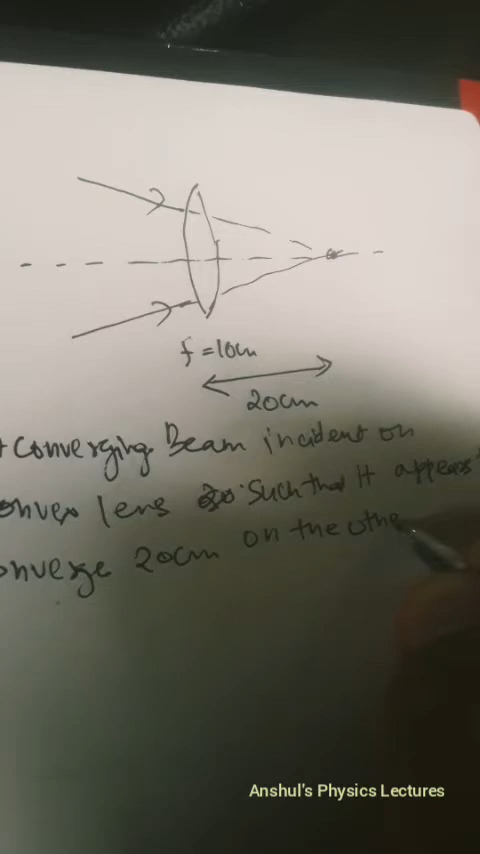 f = 10cm
20cm
Converging Beam incident on
onvex lens such that It appears
onverge 20cm on the othe
Anshul's Physics Lectures